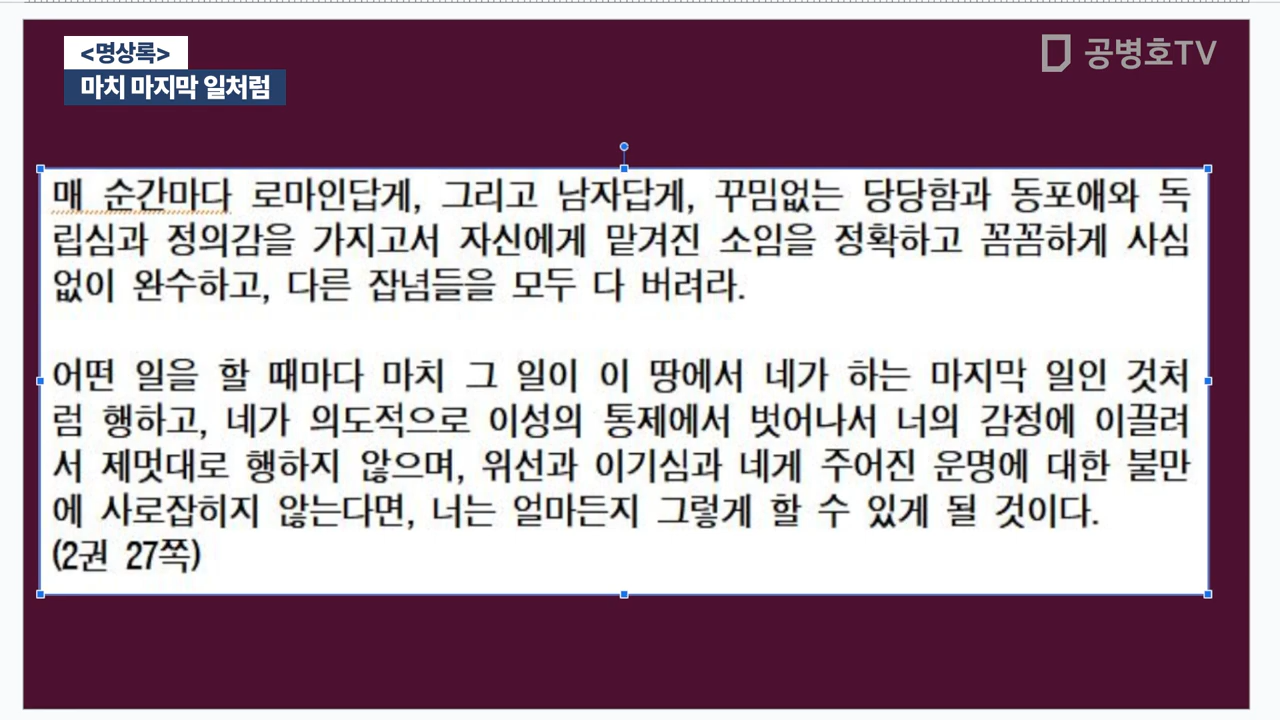 <명상록>
마치 마지막 일처럼
공병호TV
매 순간마다 로마인답게, 그리고 남자답게, 꾸밈없는 당당함과 동포애와 독
립심과 정의감을 가지고서 자신에게 맡겨진 소임을 정확하고 꼼꼼하게 사심
없이 완수하고, 다른 잡념들을 모두 다 버려라.
어떤 일을 할 때마다 마치 그 일이 이 땅에서 네가 하는 마지막 일인 것처
럼 행하고, 네가 의도적으로 이성의 통제에서 벗어나서 너의 감정에 이끌려
서 제멋대로 행하지 않으며, 위선과 이기심과 네게 주어진 운명에 대한 불만
에 사로잡히지 않는다면, 너는 얼마든지 그렇게 할 수 있게 될 것이다.
(2권 27쪽)